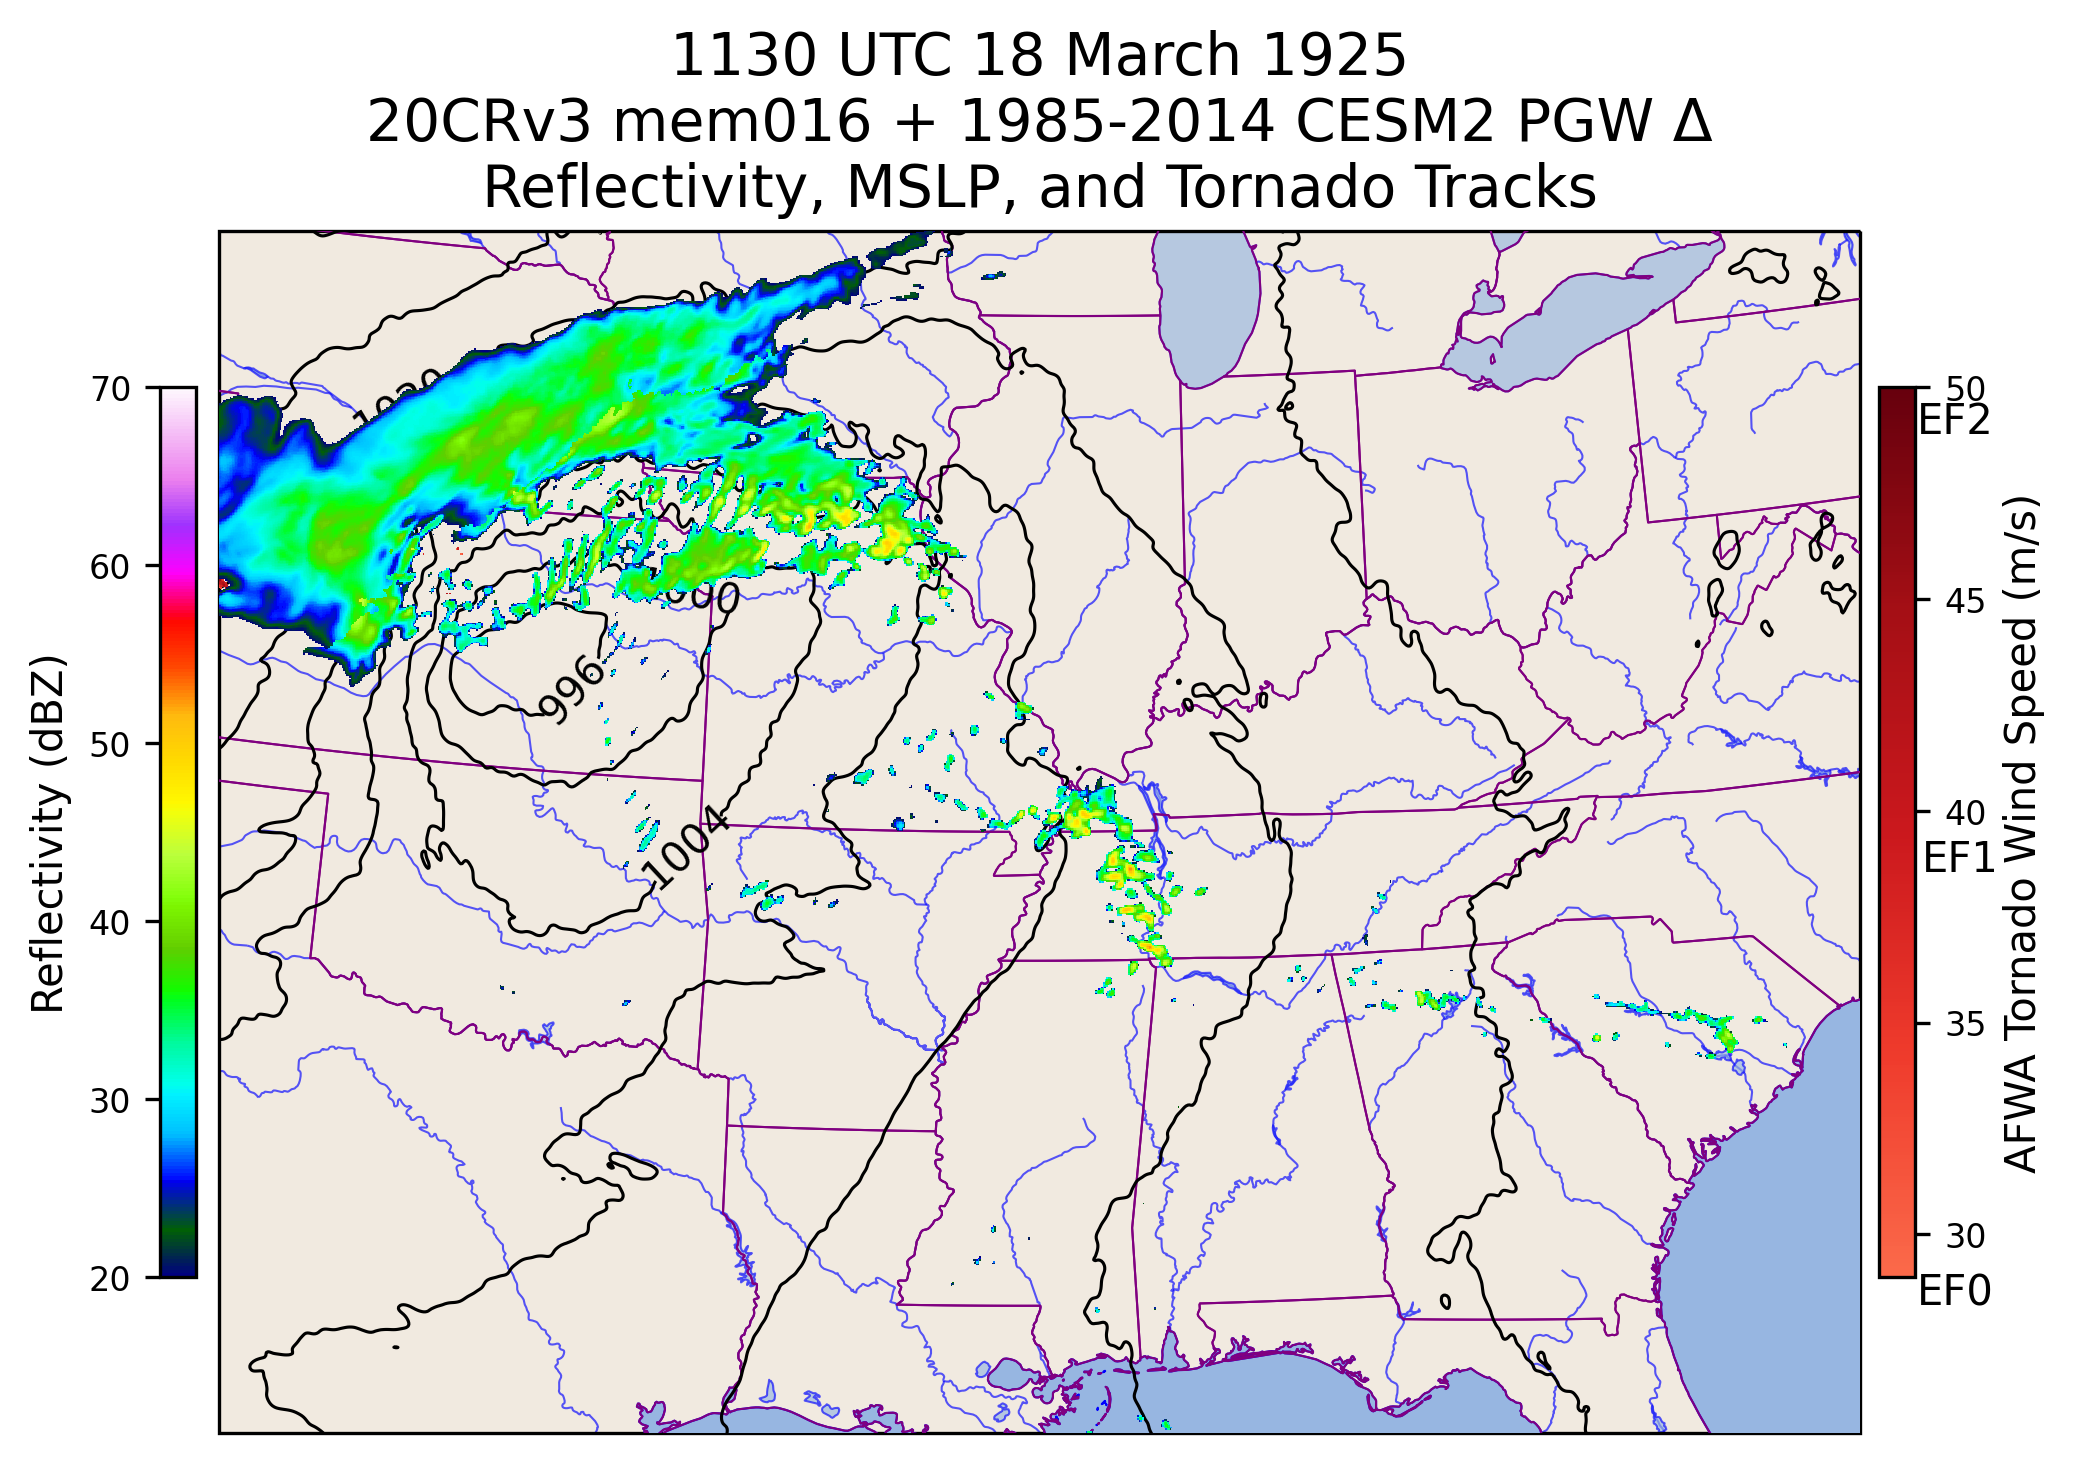 1130 UTC 18 March 1925
20CRv3 mem016 + 1985-2014 CESM2 PGW Δ
Reflectivity, MSLP, and Tornado Tracks
70
60
50
40
30
20
Reflectivity (dBZ)
996
1004
50
EF2
45
40
EF1
35
30
EF0
AFWA Tornado Wind Speed (m/s)